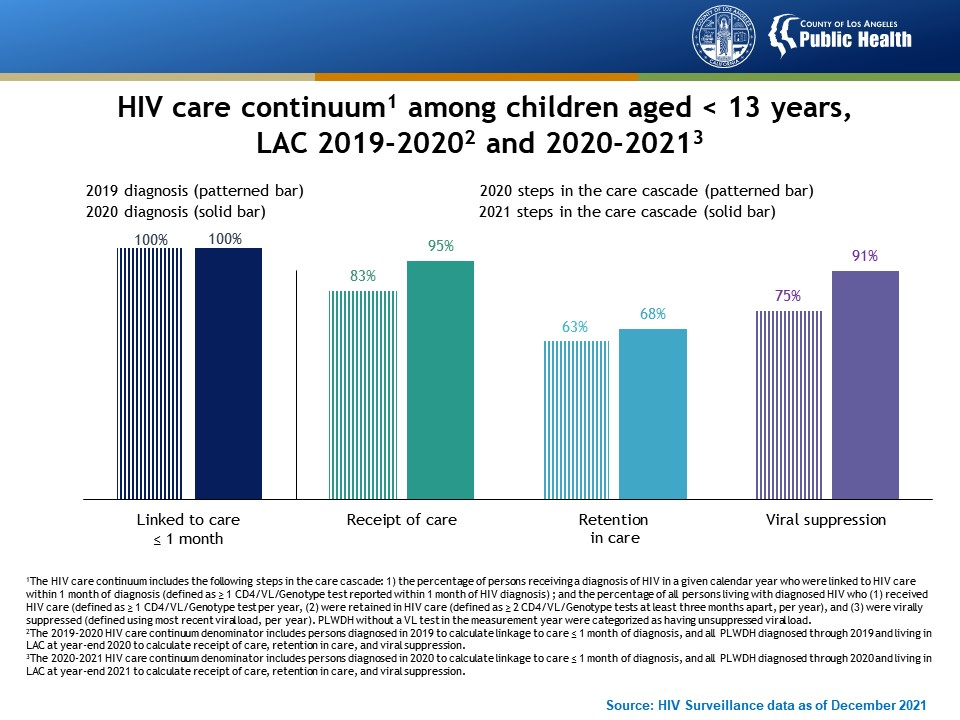 COUNTY OF LOS ANGELES
Public Health
HIV care continuum¹ among children aged < 13 years,
LAC 2019-2020² and 2020-2021³
2019 diagnosis (patterned bar)
2020 diagnosis (solid bar)
2020 steps in the care cascade (patterned bar)
2021 steps in the care cascade (solid bar)
100%
100%
83%
95%
63%
68%
75%
91%
Linked to care
≤ 1 month
Receipt of care
Retention
in care
Viral suppression
¹The HIV care continuum includes the following steps in the care cascade: 1) the percentage of persons receiving a diagnosis of HIV in a given calendar year who were linked to HIV care
within 1 month of diagnosis (defined as ≥ 1 CD4/VL/Genotype test reported within 1 month of HIV diagnosis) ; and the percentage of all persons living with diagnosed HIV who (1) received
HIV care (defined as ≥ 1 CD4/VL/Genotype test per year, (2) were retained in HIV care (defined as ≥ 2 CD4/VL/Genotype tests at least three months apart, per year), and (3) were virally
suppressed (defined using most recent viral load, per year). PLWDH without a VL test in the measurement year were categorized as having unsuppressed viral load.
²The 2019-2020 HIV care continuum denominator includes persons diagnosed in 2019 to calculate linkage to care ≤ 1 month of diagnosis, and all PLWDH diagnosed through 2019 and living in
LAC at year-end 2020 to calculate receipt of care, retention in care, and viral suppression.
³The 2020-2021 HIV care continuum denominator includes persons diagnosed in 2020 to calculate linkage to care ≤ 1 month of diagnosis, and all PLWDH diagnosed through 2020 and living in
LAC at year-end 2021 to calculate receipt of care, retention in care, and viral suppression.
Source: HIV Surveillance data as of December 2021